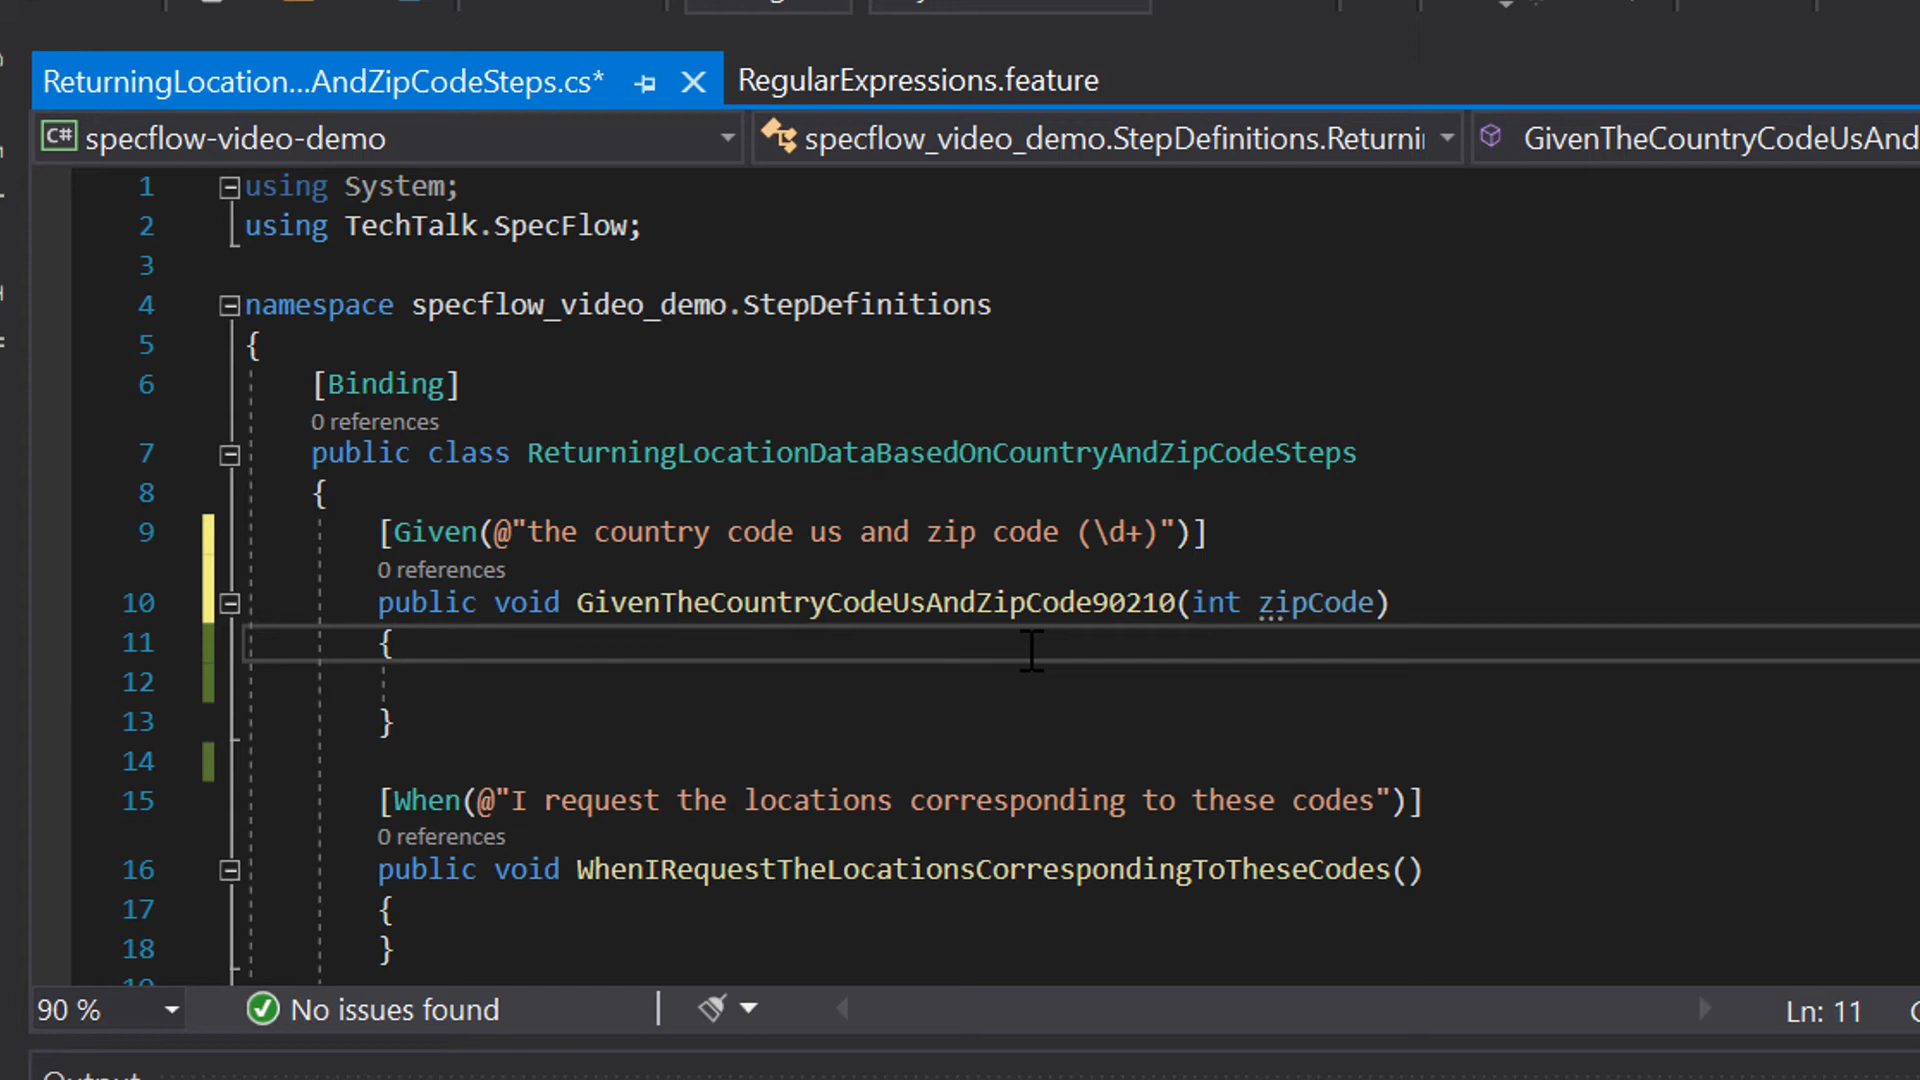 ReturningLocation...AndZipCodeSteps.cs*
RegularExpressions.feature
C# specflow-video-demo
specflow_video_demo.StepDefinitions.Returni
GivenTheCountryCodeUsAnd
1 using System;
2 using TechTalk.SpecFlow;
3
4 namespace specflow_video_demo.StepDefinitions
5 {
6 [Binding]
0 references
7 public class ReturningLocationDataBasedOnCountryAndZipCodeSteps
8 {
9 [Given(@"the country code us and zip code (\d+)")]
0 references
10 public void GivenTheCountryCodeUsAndZipCode90210(int zipCode)
11 {
12
13 }
14
15 [When(@"I request the locations corresponding to these codes")]
0 references
16 public void WhenIRequestTheLocationsCorrespondingToTheseCodes()
17 {
18 }
90 %
No issues found
Ln: 11
Output